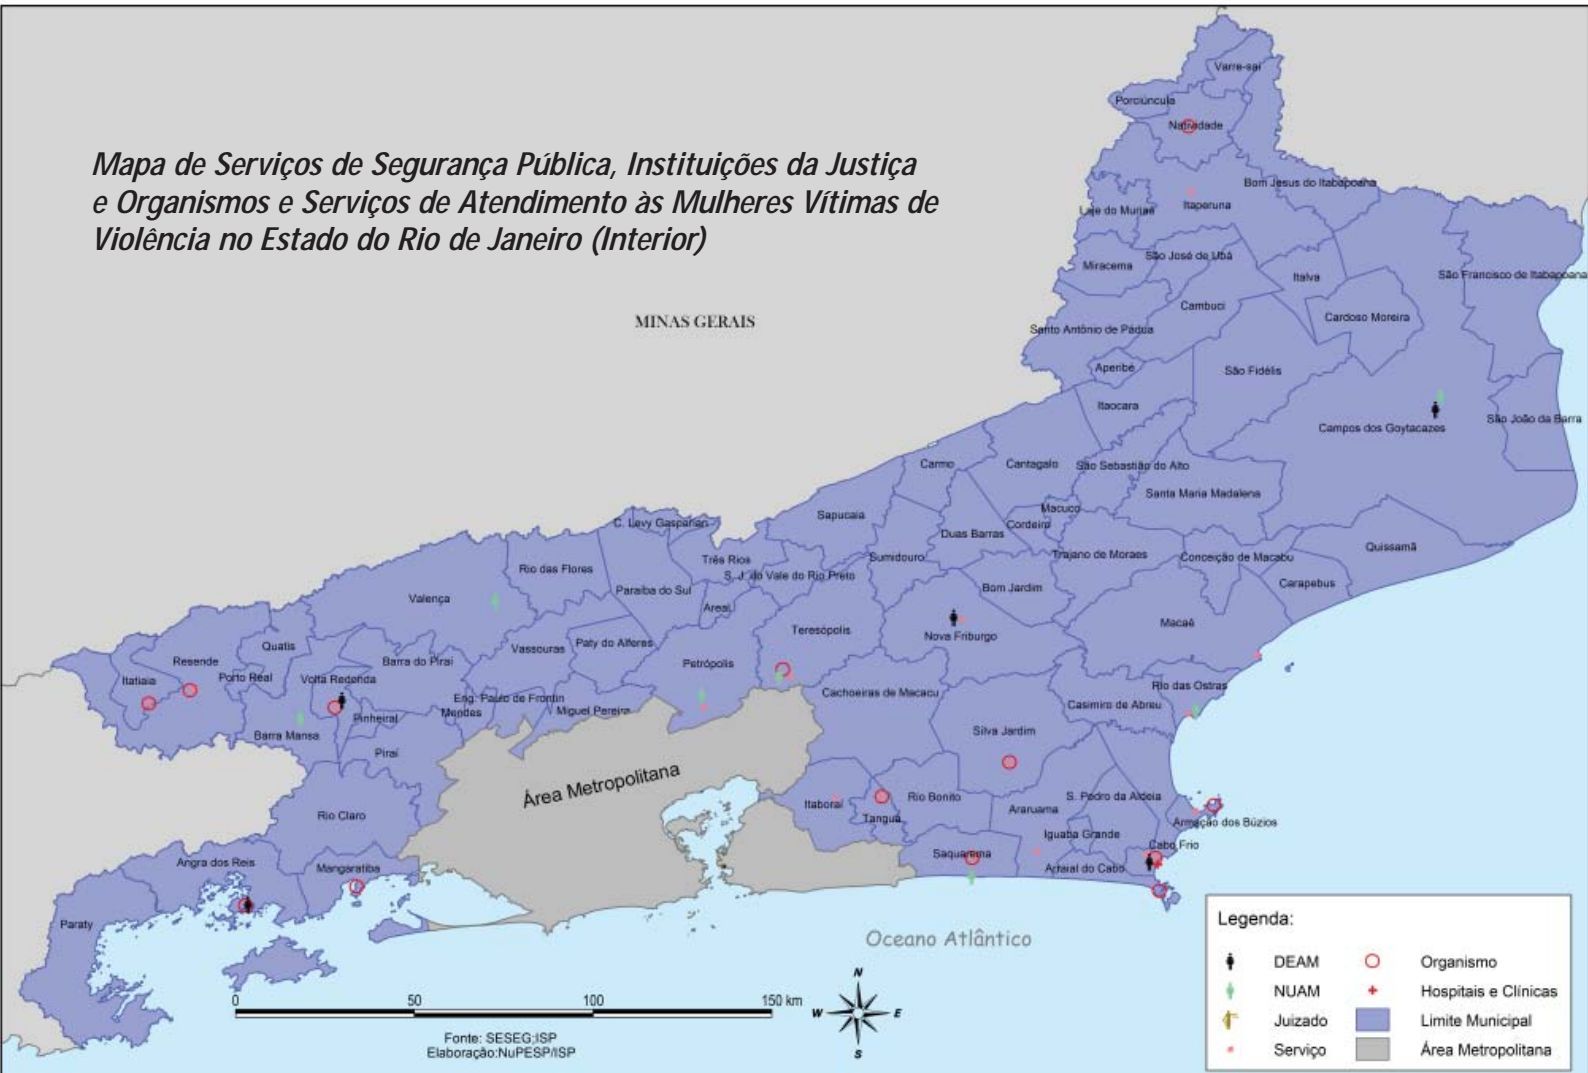 Mapa de Serviços de Segurança Pública, Instituições da Justiça
e Organismos e Serviços de Atendimento às Mulheres Vítimas de
Violência no Estado do Rio de Janeiro (Interior)
MINAS GERAIS
Varre-sai
Porciúncula
Natividade
Bom Jesus do Itabapoana
Laje do Muriaé
Itaperuna
São José de Ubá
Miracema
Italva
São Francisco de Itabapoana
Cambuci
Cardoso Moreira
Santo Antônio de Pádua
Aperibé
São Fidélis
Itaocara
São João da Barra
Campos dos Goytacazes
Carmo
Cantagalo
São Sebastião do Alto
Santa Maria Madalena
Macuco
Sapucaia
C. Levy Gasparian
Cordeiro
Duas Barras
Quissamã
Três Rios
Sumidouro
Trajano de Moraes
Conceição de Macabu
Rio das Flores
S. J. do Vale do Rio Preto
Carapebus
Paraíba do Sul
Bom Jardim
Valença
Areal
Teresópolis
Nova Friburgo
Macaé
Quatis
Vassouras
Paty do Alferes
Resende
Barra do Piraí
Petrópolis
Itatiaia
Porto Real
Volta Redonda
Rio das Ostras
Cachoeiras de Macacu
Eng. Paulo de Frontin
Casimiro de Abreu
Mendes
Miguel Pereira
Pinheiral
Barra Mansa
Silva Jardim
Piraí
Área Metropolitana
Rio Bonito
S. Pedro da Aldeia
Itaboraí
Araruama
Rio Claro
Tanguá
Armação dos Búzios
Iguaba Grande
Cabo Frio
Saquarema
Angra dos Reis
Mangaratiba
Arraial do Cabo
Paraty
Oceano Atlântico
N
W
E
S
0 50 100 150 km
Fonte: SESEG;ISP
Elaboração:NuPESP/ISP
Legenda:
DEAM
Organismo
NUAM
Hospitais e Clínicas
Juizado
Limite Municipal
Serviço
Área Metropolitana